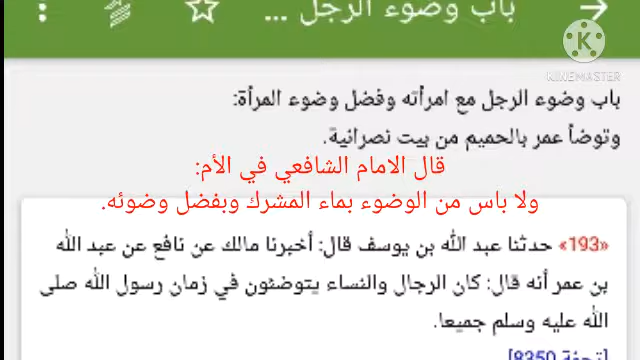 باب وضوء الرجل ...
KINEMASTER
باب وضوء الرجل مع امرأته وفضل وضوء المرأة:
وتوضأ عمر بالحميم من بيت نصرانية.
قال الامام الشافعي في الأم:
ولا باس من الوضوء بماء المشرك وبفضل وضوئه.
«193» حدثنا عبد الله بن يوسف قال: أخبرنا مالك عن نافع عن عبد الله
بن عمر أنه قال: كان الرجال والنساء يتوضئون في زمان رسول الله صلى
الله عليه وسلم جميعا.
[تحفة 8350]